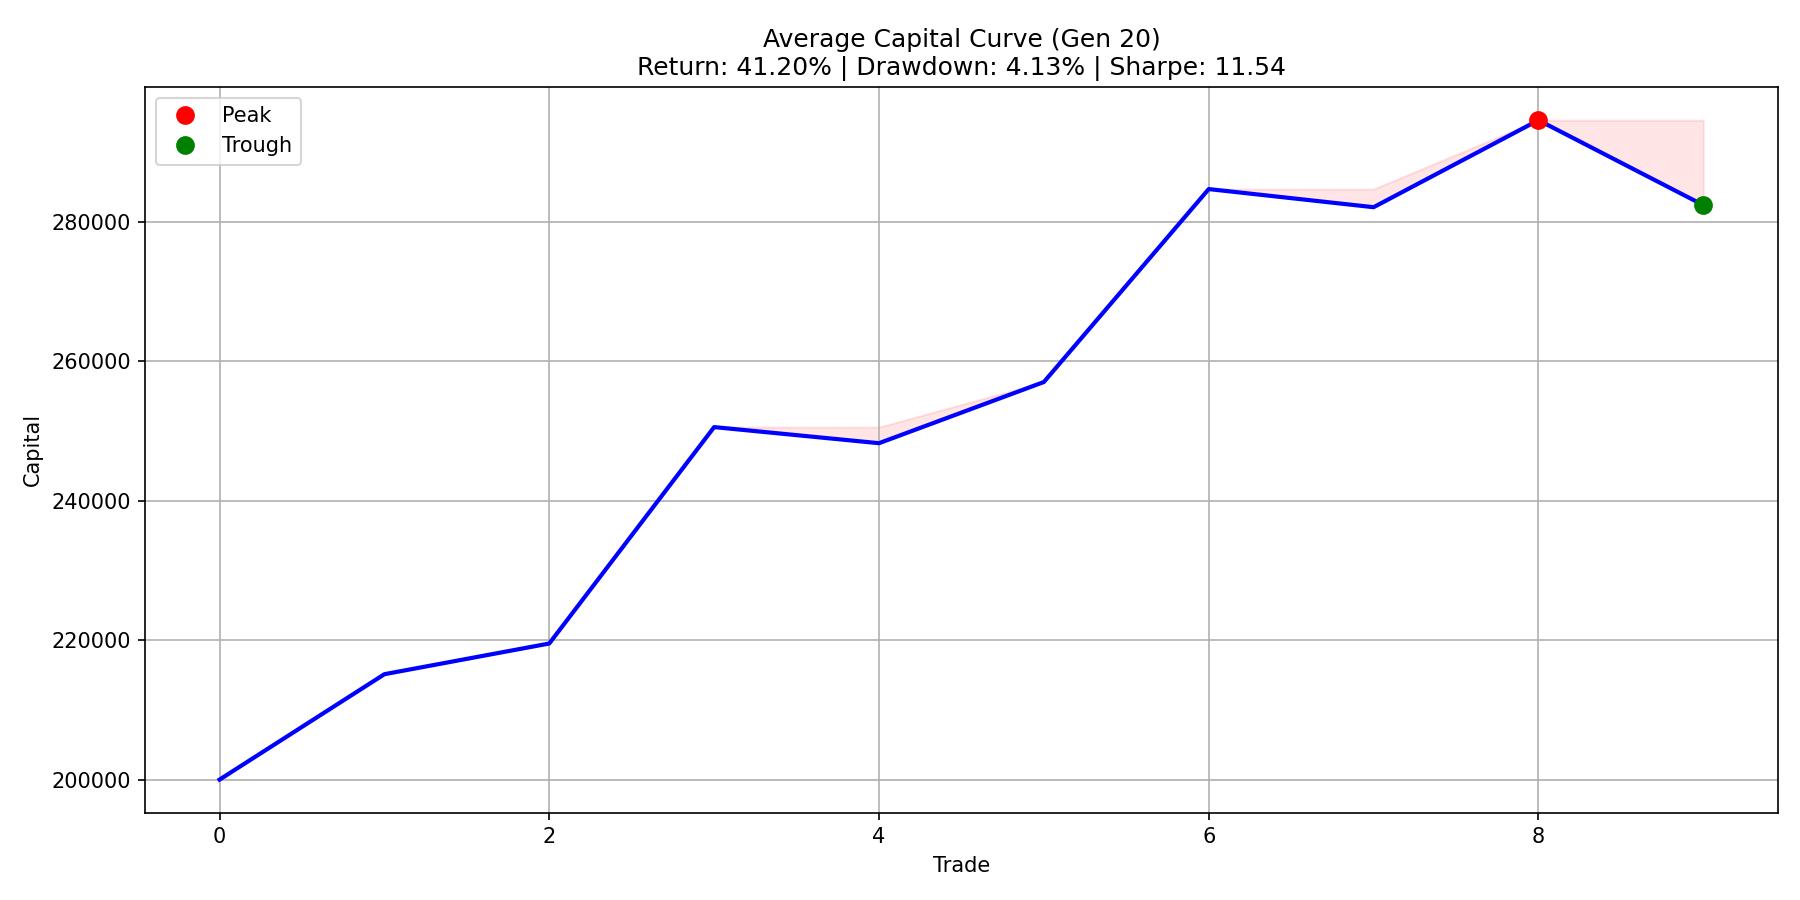 Average Capital Curve (Gen 20)
Return: 41.20% | Drawdown: 4.13% | Sharpe: 11.54
Peak
Trough
280000
260000
240000
220000
200000
Capital
0 2 4 6 8
Trade